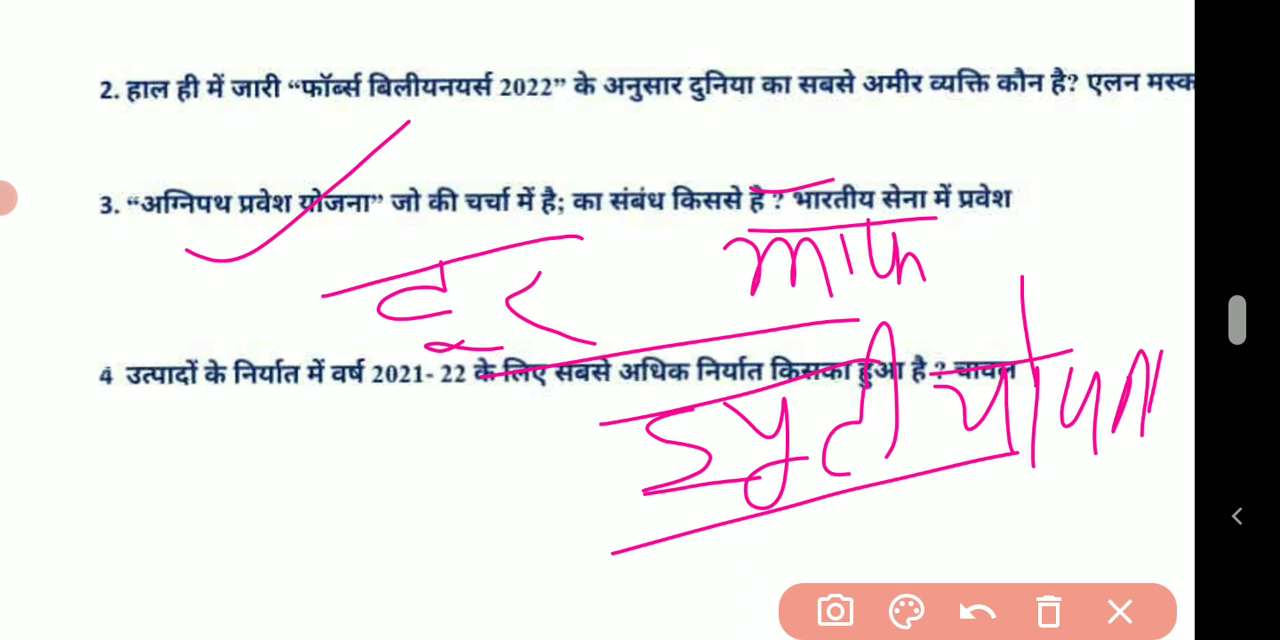 2. हाल ही में जारी “फॉर्ब्स बिलीयनयर्स 2022” के अनुसार दुनिया का सबसे अमीर व्यक्ति कौन है? एलन मस्क
3. “अग्निपथ प्रवेश योजना” जो की चर्चा में है; का संबंध किससे है ? भारतीय सेना में प्रवेश
टूर ऑफ
4 उत्पादों के निर्यात में वर्ष 2021- 22 के लिए सबसे अधिक निर्यात किसका हुआ है ? चावल
ड्युटी